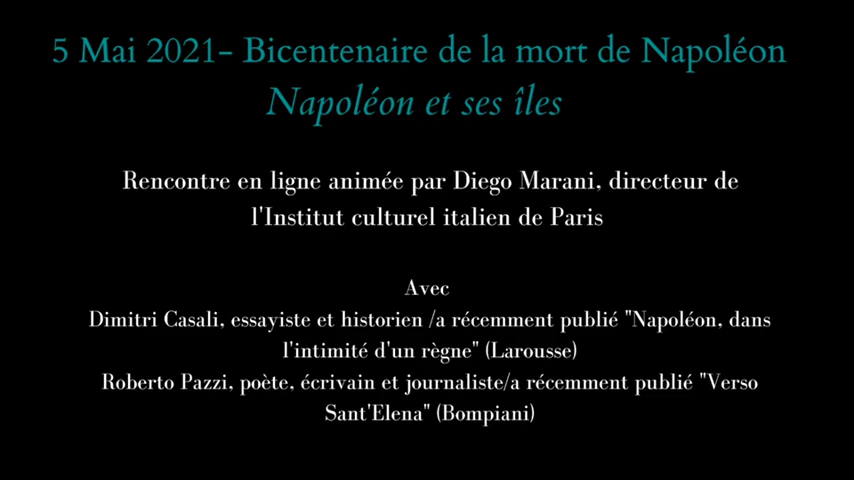 5 Mai 2021- Bicentenaire de la mort de Napoléon
Napoléon et ses îles
Rencontre en ligne animée par Diego Marani, directeur de
l'Institut culturel italien de Paris
Avec
Dimitri Casali, essayiste et historien /a récemment publié "Napoléon, dans
l'intimité d'un règne" (Larousse)
Roberto Pazzi, poète, écrivain et journaliste/a récemment publié "Verso
Sant'Elena" (Bompiani)